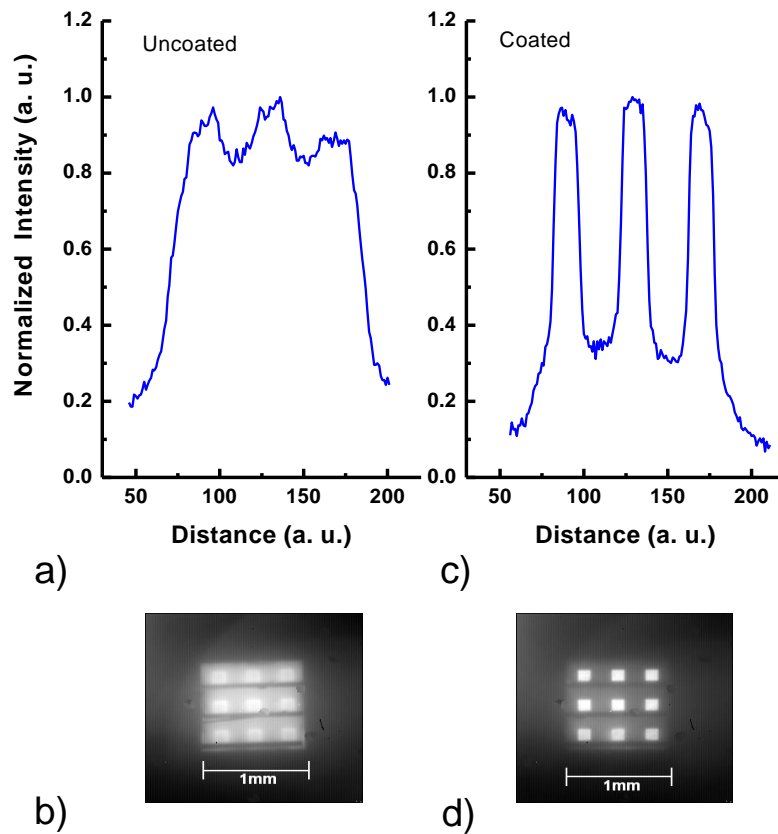 Uncoated
1.2
1.0
0.8
0.6
0.4
0.2
0.0
50 100 150 200
Distance (a. u.)
Normalized Intensity (a. u.)
a)
Coated
1.2
1.0
0.8
0.6
0.4
0.2
0.0
50 100 150 200
Distance (a. u.)
c)
1mm
b)
1mm
d)